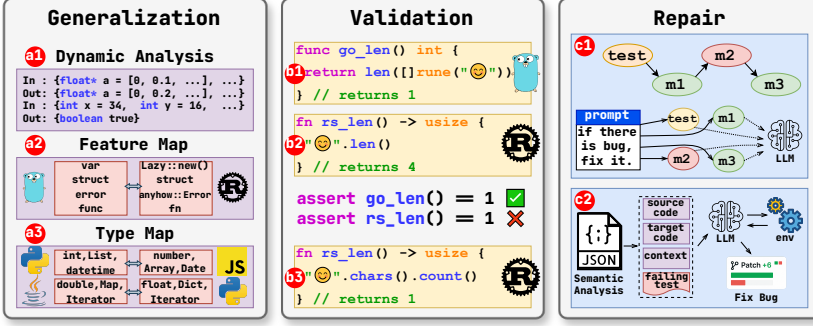 Generalization
a1 Dynamic Analysis
In : {float* a = [0, 0.1, ...], ...}
Out: {float* a = [0, 0.2, ...], ...}
In : {int x = 34, int y = 16, ...}
Out: {boolean true}
a2 Feature Map
var
struct
error
func
Lazy::new()
struct
anyhow::Error
fn
R
a3 Type Map
int,List,
datetime
number,
Array,Date
JS
double,Map,
Iterator
float,Dict,
Iterator
Validation
func go_len() int {
b1 return len([]rune("😊"))
} // returns 1
fn rs_len() -> usize {
b2 "😊".len()
} // returns 4
R
assert go_len() == 1 ✅
assert rs_len() == 1 ❌
fn rs_len() -> usize {
b3 "😊".chars().count()
} // returns 1
R
Repair
c1
test
m1
m2
m3
prompt
if there
is bug,
fix it.
test
m1
m2
m3
LLM
c2
{;}
JSON
Semantic
Analysis
source
code
target
code
context
failing
test
LLM
env
Patch +6
Fix Bug